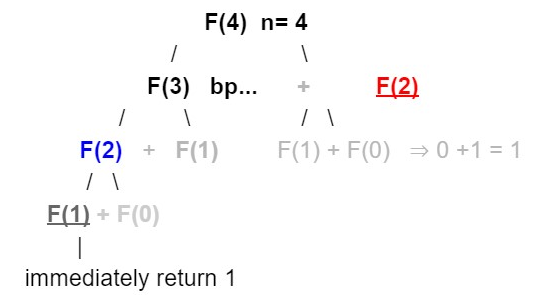 F(4) n= 4
/ \
F(3) bp... + F(2)
/ \ / \
F(2) + F(1) F(1) + F(0) ⇒ 0 +1 = 1
/ \
F(1) + F(0)
|
immediately return 1